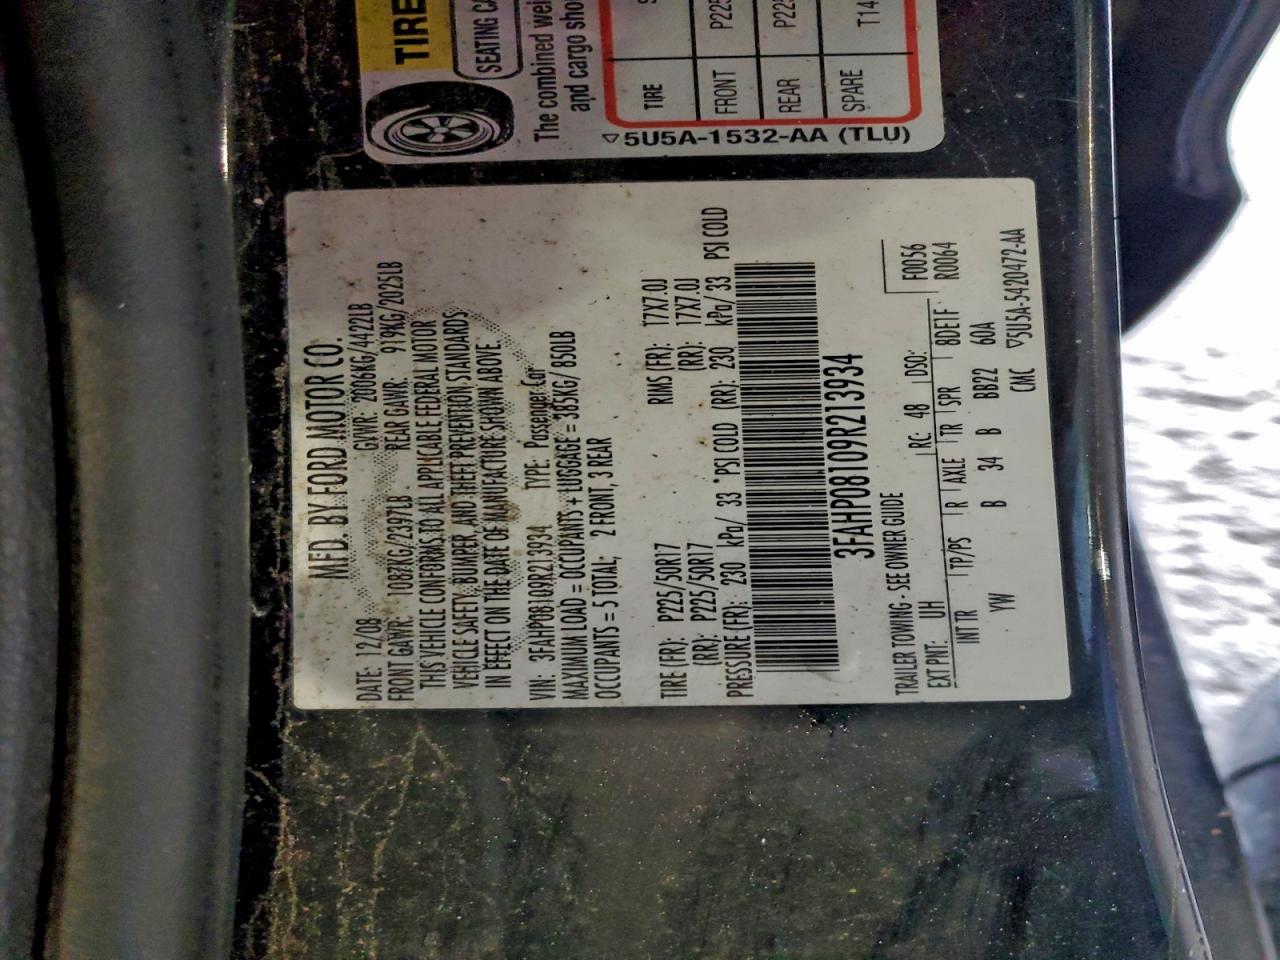 TIRE
SEATING CA
The combined wei
and cargo sho
TIRE
FRONT P225
REAR P225
SPARE T14
5U5A-1532-AA (TLU)
MFD. BY FORD MOTOR CO.
DATE: 12/08 GVWR: 2006KG/4422LB
FRONT GAWR: 1087KG/2397LB REAR GAWR: 919KG/2025LB
THIS VEHICLE CONFORMS TO ALL APPLICABLE FEDERAL MOTOR
VEHICLE SAFETY, BUMPER, AND THEFT PREVENTION STANDARDS
IN EFFECT ON THE DATE OF MANUFACTURE SHOWN ABOVE.
VIN: 3FAHP08109R213934 TYPE: Passenger Car
MAXIMUM LOAD = OCCUPANTS + LUGGAGE = 385KG/ 850LB
OCCUPANTS = 5 TOTAL; 2 FRONT, 3 REAR
TIRE (FR): P225/50R17 RIMS (FR): 17X7.0J
(RR): P225/50R17 (RR): 17X7.0J
PRESSURE (FR): 230 kPa/ 33 PSI COLD (RR): 230 kPa/ 33 PSI COLD
3FAHP08109R213934
TRAILER TOWING - SEE OWNER GUIDE
EXT PNT: UH RC: 48 DSO: F0056
INT TR TP/PS R AXLE TR SPR BDETF R0064
YW B 34 B BB22 60A
CMC 5U5A-5420472-AA